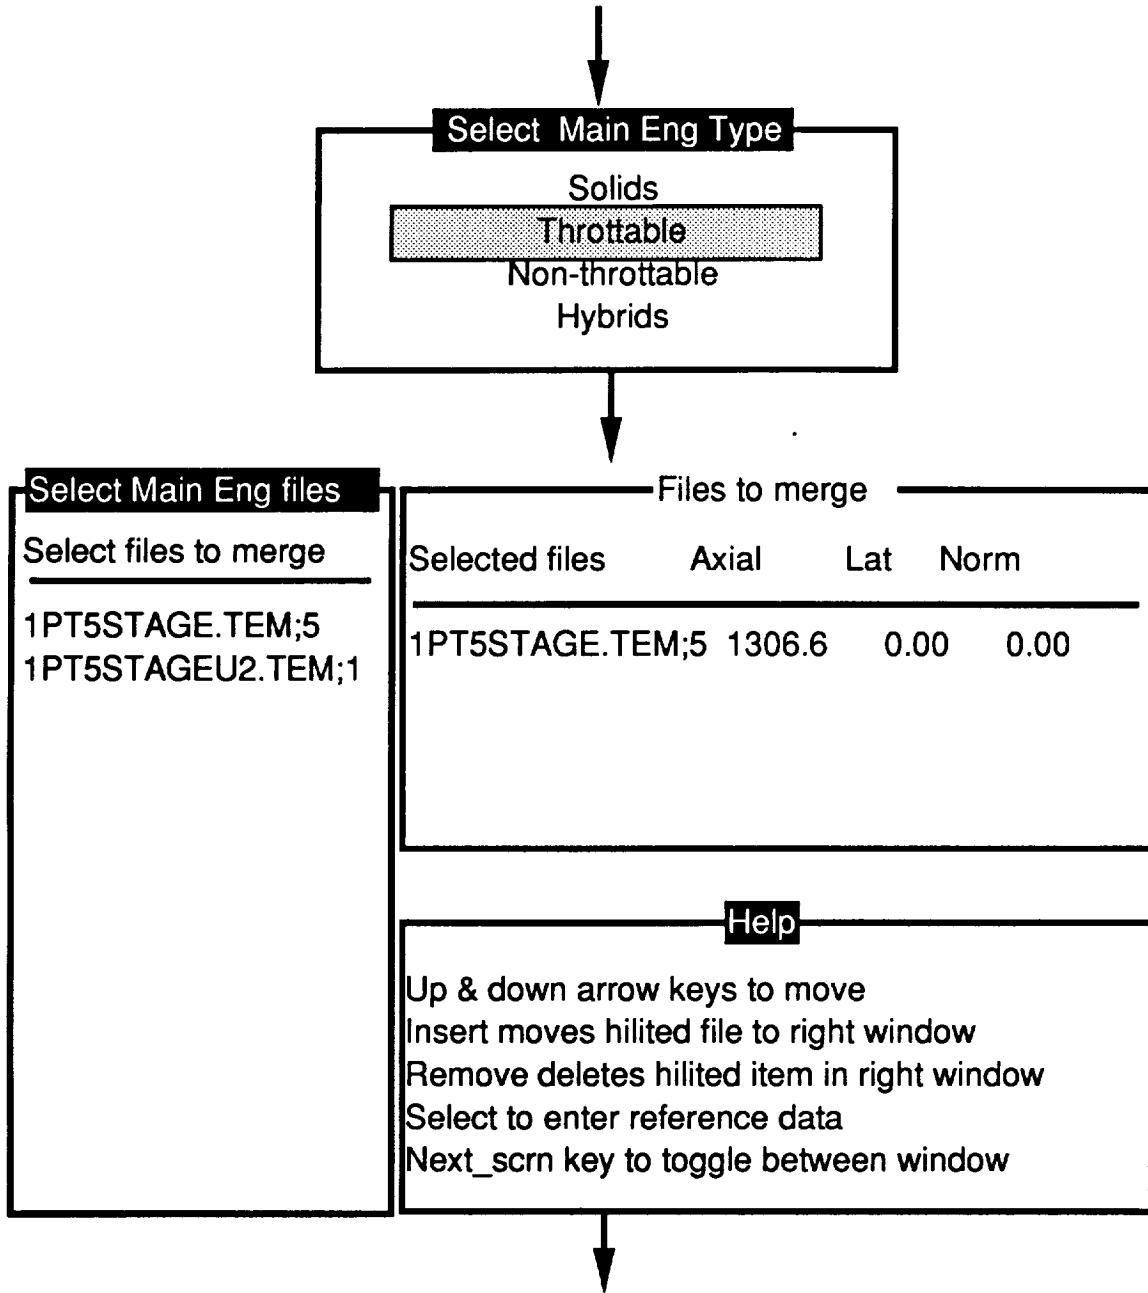 Select Main Eng Type
Solids
Throttable
Non-throttable
Hybrids
Select Main Eng files
Select files to merge
1PT5STAGE.TEM;5
1PT5STAGEU2.TEM;1
Files to merge
Selected files Axial Lat Norm
1PT5STAGE.TEM;5 1306.6 0.00 0.00
Help
Up & down arrow keys to move
Insert moves hilited file to right window
Remove deletes hilited item in right window
Select to enter reference data
Next_scrn key to toggle between window